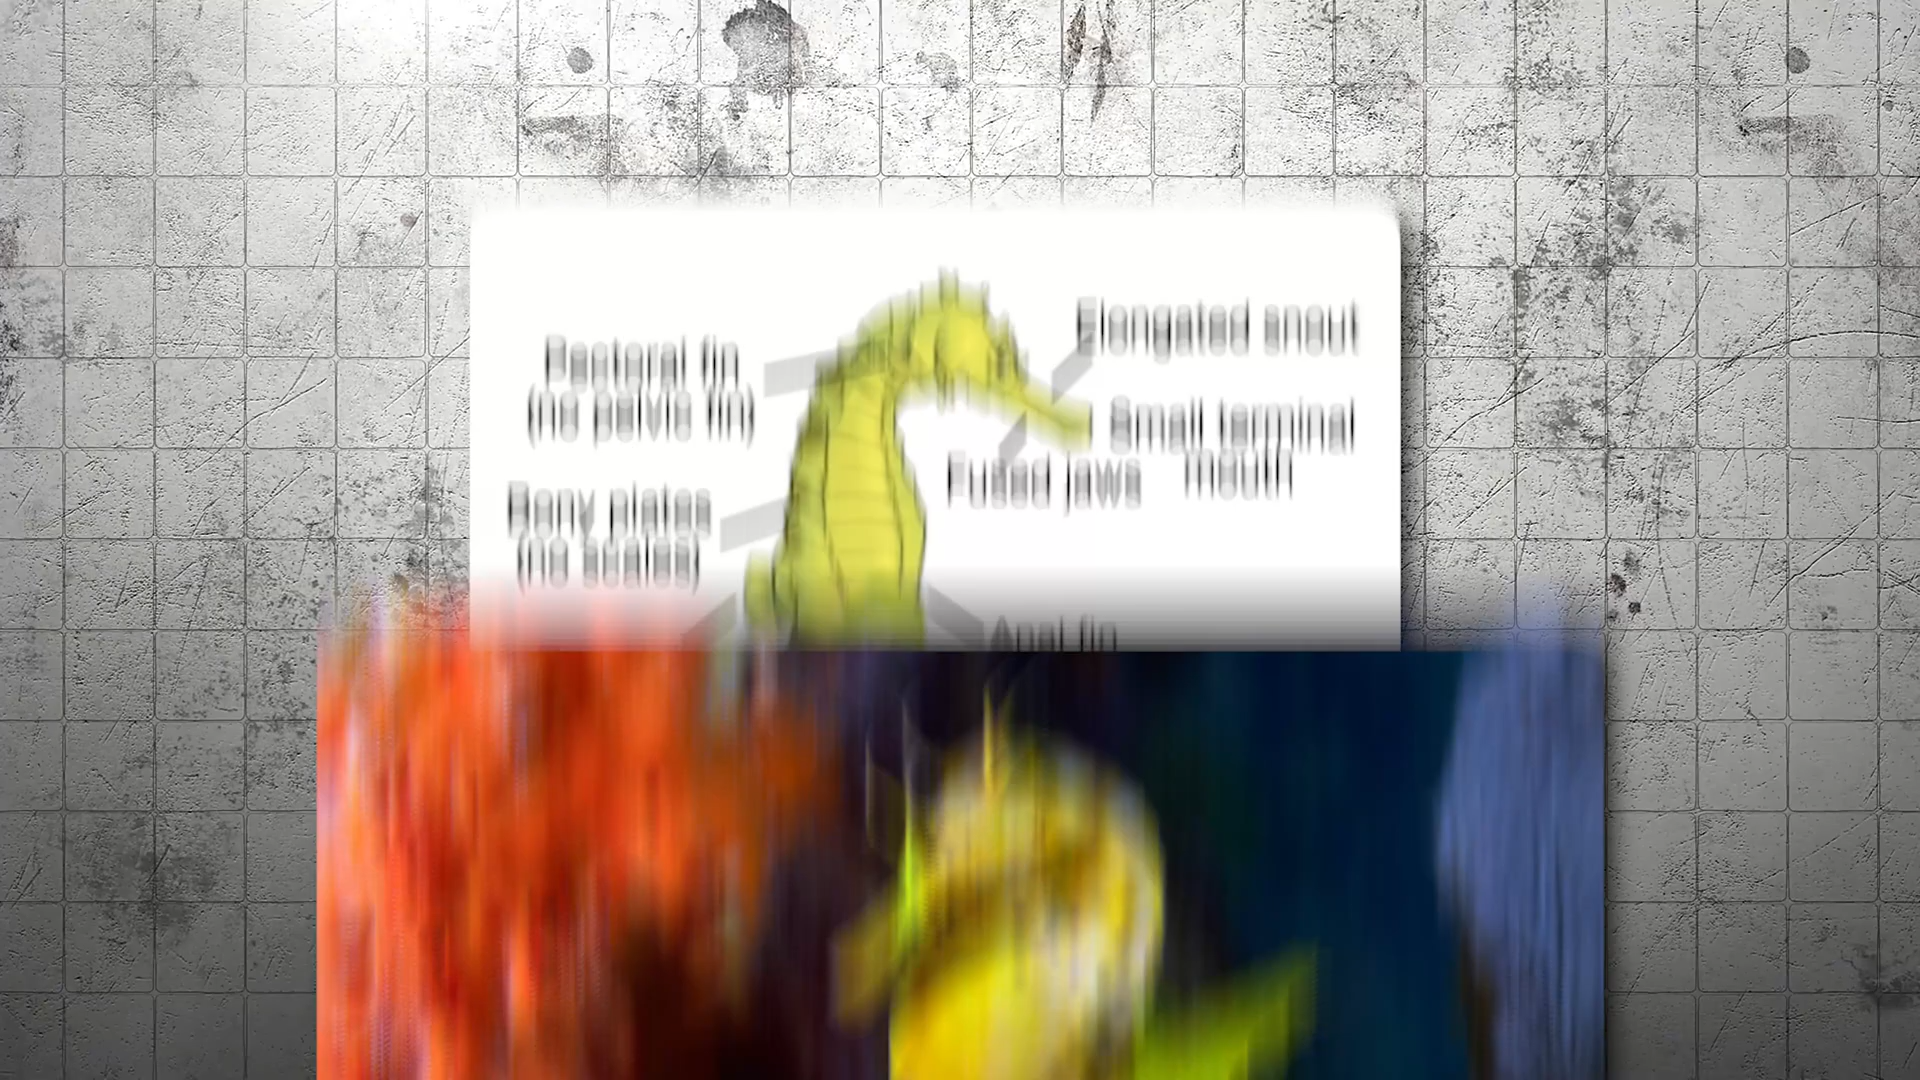 Elongated snout
Pectoral fin
(no pelvic fin)
Small terminal
mouth
Fused jaws
Bony plates
(no scales)
Anal fin